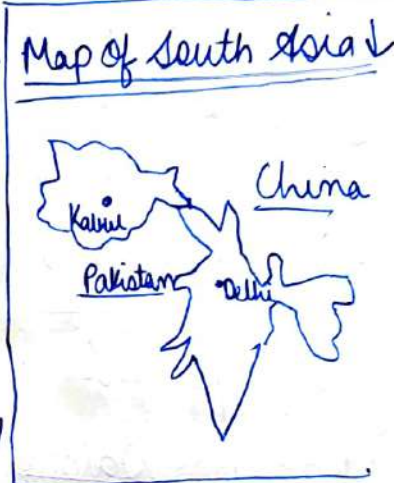 Map of South Asia ↓
China
Kabul
Pakistan
Delhi